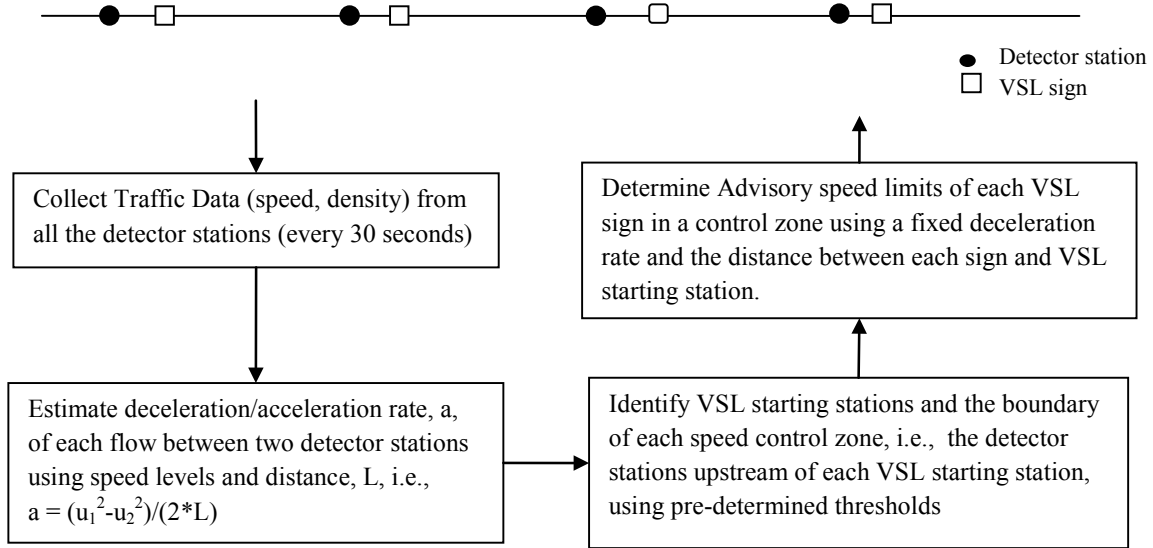 Detector station
VSL sign
Collect Traffic Data (speed, density) from
all the detector stations (every 30 seconds)
Estimate deceleration/acceleration rate, a,
of each flow between two detector stations
using speed levels and distance, L, i.e.,
a = (u₁²-u₂²)/(2*L)
Identify VSL starting stations and the boundary
of each speed control zone, i.e., the detector
stations upstream of each VSL starting station,
using pre-determined thresholds
Determine Advisory speed limits of each VSL
sign in a control zone using a fixed deceleration
rate and the distance between each sign and VSL
starting station.